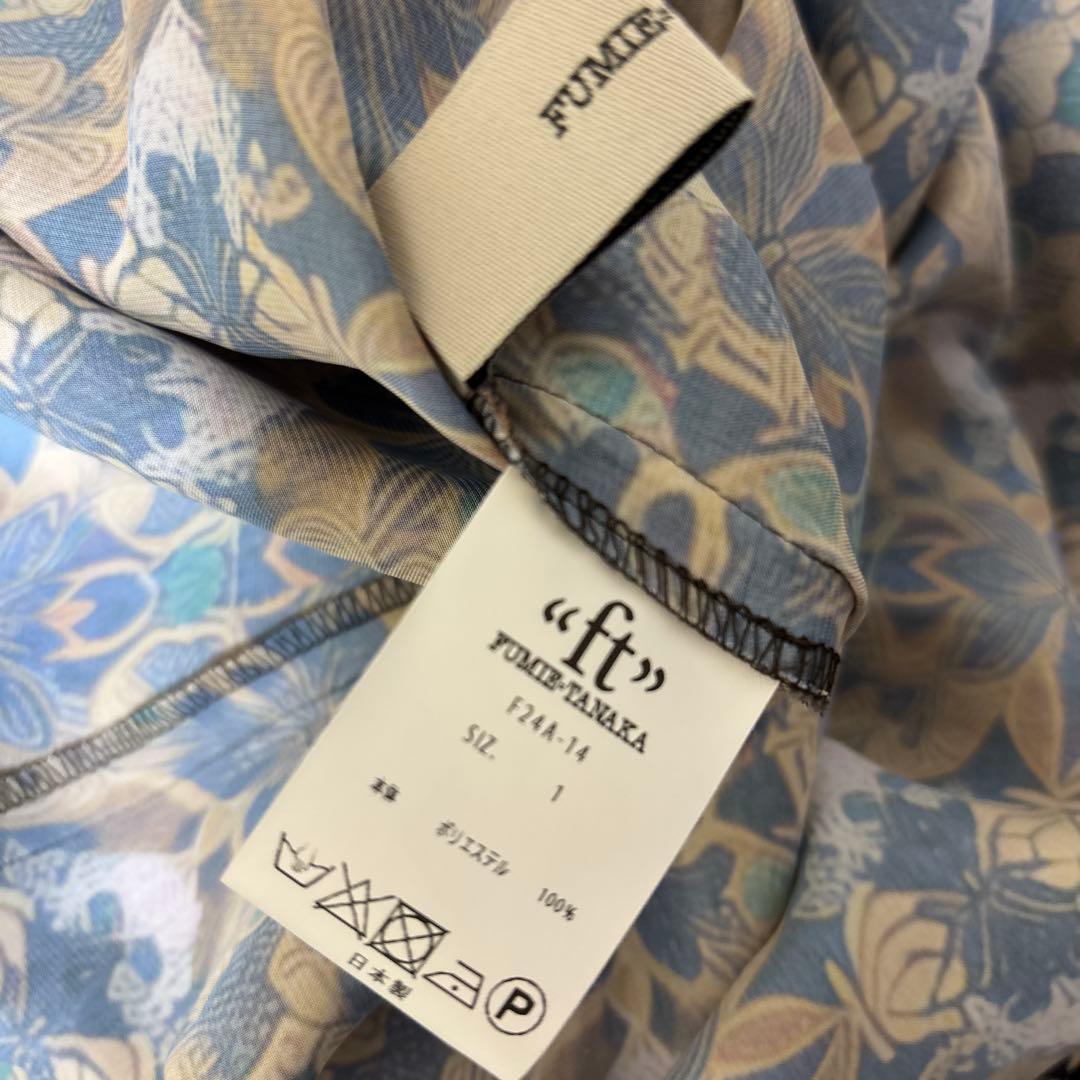 FUMIE=
“ft”
FUMIE=TANAKA
F24A-14
SIZ. 1
本体
ポリエステル 100%
日本製
P